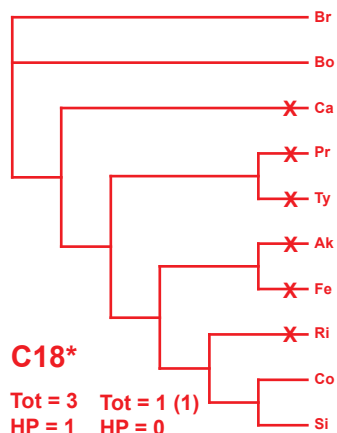 Br
Bo
X Ca
X Pr
X Ty
X Ak
X Fe
X Ri
C18*
Co
Tot = 3 Tot = 1 (1)
HP = 1 HP = 0
Si